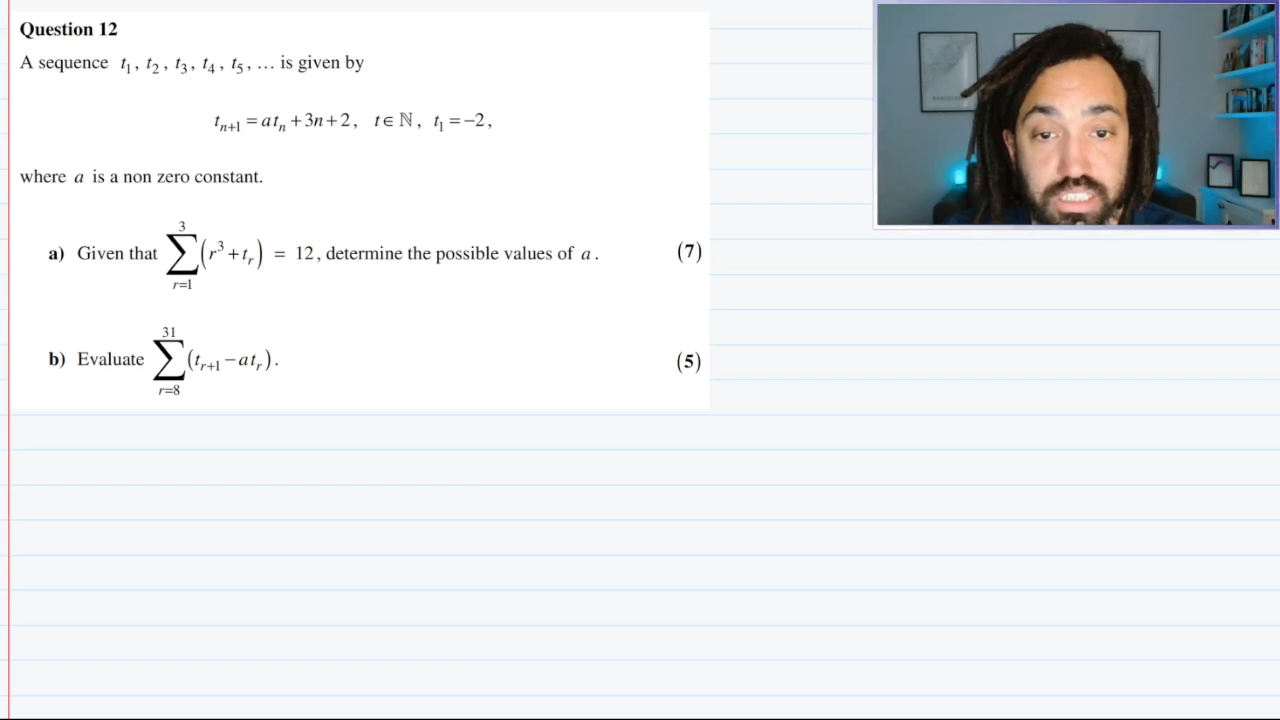 Question 12
A sequence t₁, t₂, t₃, t₄, t₅, … is given by
tₙ₊₁ = atₙ + 3n + 2, t ∈ ℕ, t₁ = −2,
where a is a non zero constant.
a) Given that ∑_{r=1}^{3} (r³ + tᵣ) = 12, determine the possible values of a. (7)
b) Evaluate ∑_{r=8}^{31} (tᵣ₊₁ − atᵣ). (5)